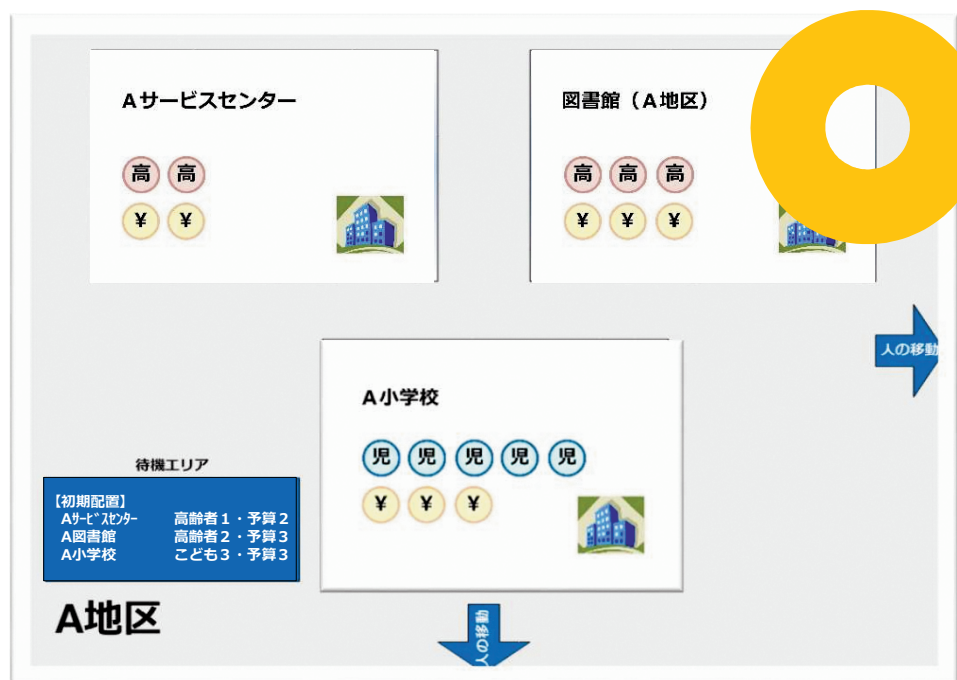 Aサービスセンター
高 高
¥ ¥
図書館（A地区）
高 高 高
¥ ¥ ¥
人の移動
A小学校
児 児 児 児 児
¥ ¥ ¥
待機エリア
【初期配置】
Aｻｰﾋﾞｽｾﾝﾀｰ 高齢者１・予算２
A図書館 高齢者２・予算３
A小学校 こども３・予算３
A地区
人の移動